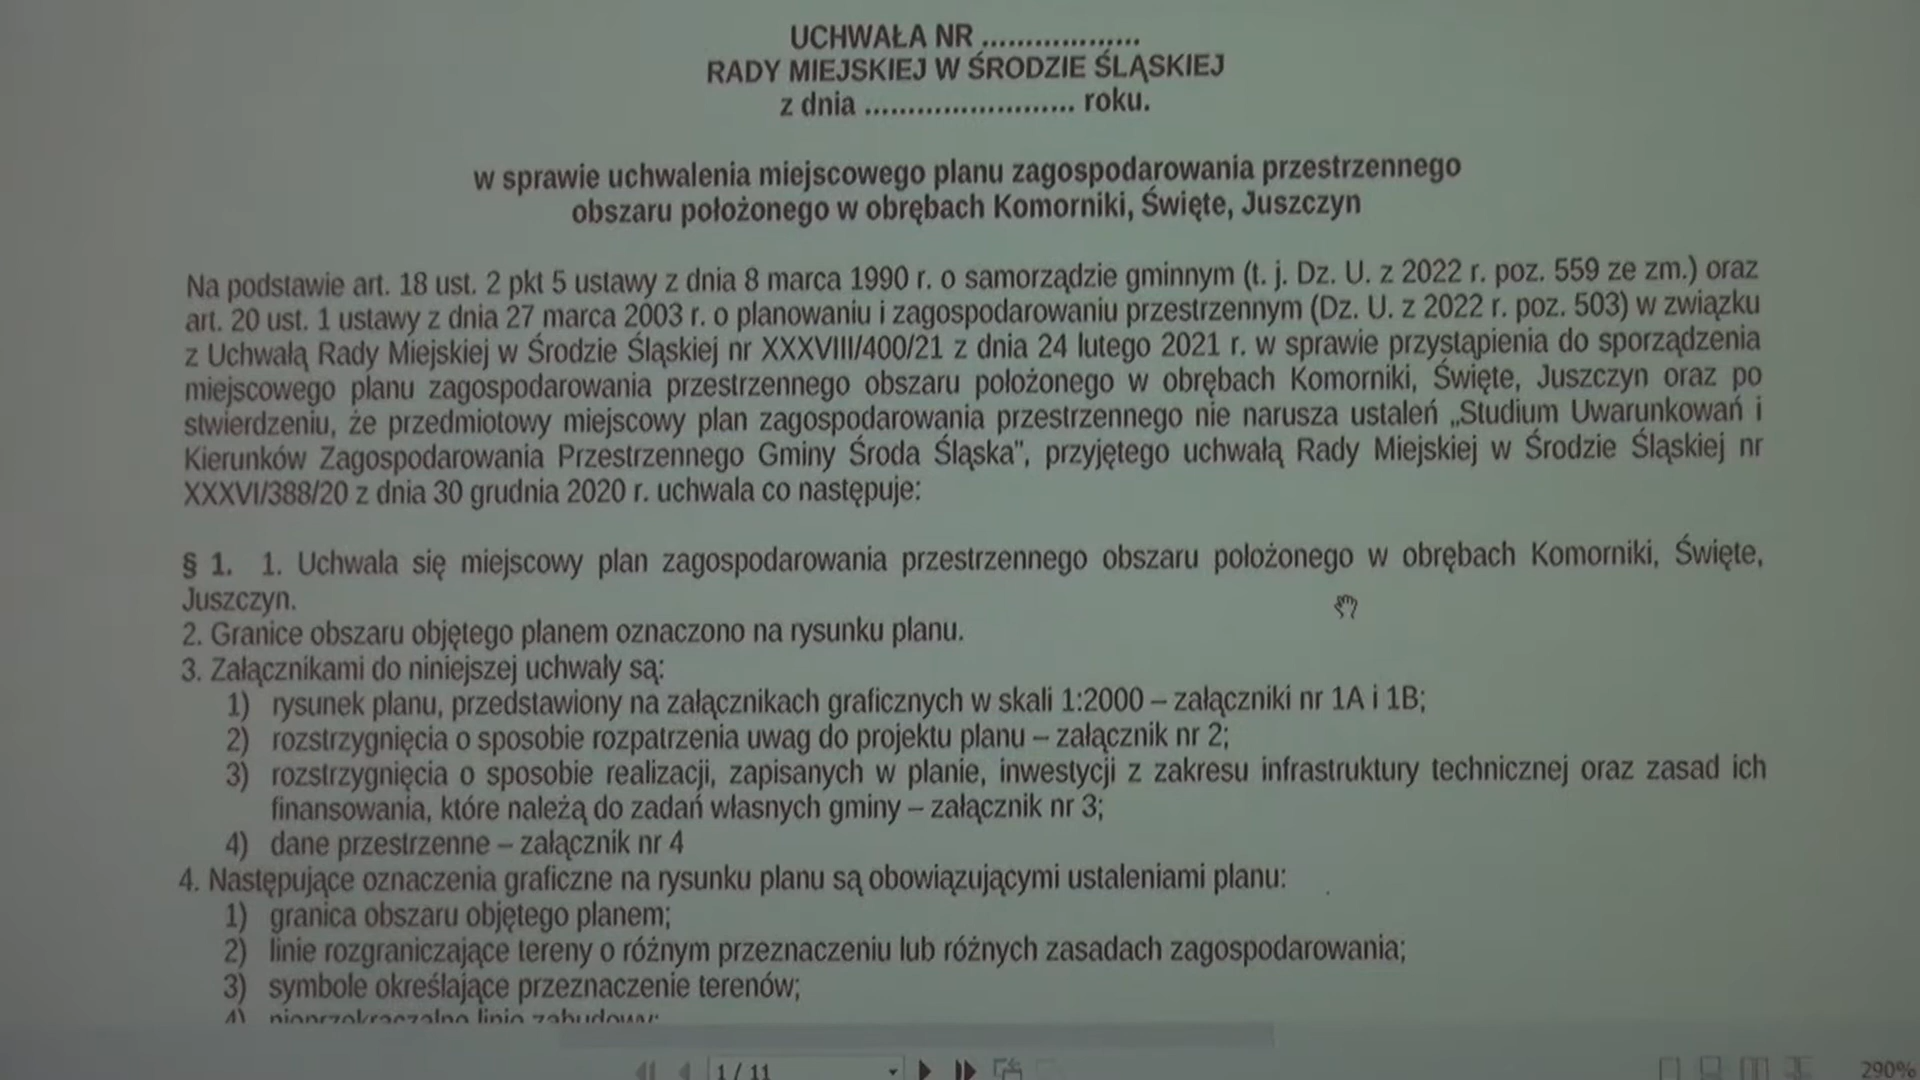 UCHWAŁA NR ..................
RADY MIEJSKIEJ W ŚRODZIE ŚLĄSKIEJ
z dnia ........................ roku.
w sprawie uchwalenia miejscowego planu zagospodarowania przestrzennego
obszaru położonego w obrębach Komorniki, Święte, Juszczyn
Na podstawie art. 18 ust. 2 pkt 5 ustawy z dnia 8 marca 1990 r. o samorządzie gminnym (t. j. Dz. U. z 2022 r. poz. 559 ze zm.) oraz
art. 20 ust. 1 ustawy z dnia 27 marca 2003 r. o planowaniu i zagospodarowaniu przestrzennym (Dz. U. z 2022 r. poz. 503) w związku
z Uchwałą Rady Miejskiej w Środzie Śląskiej nr XXXVIII/400/21 z dnia 24 lutego 2021 r. w sprawie przystąpienia do sporządzenia
miejscowego planu zagospodarowania przestrzennego obszaru położonego w obrębach Komorniki, Święte, Juszczyn oraz po
stwierdzeniu, że przedmiotowy miejscowy plan zagospodarowania przestrzennego nie narusza ustaleń „Studium Uwarunkowań i
Kierunków Zagospodarowania Przestrzennego Gminy Środa Śląska", przyjętego uchwałą Rady Miejskiej w Środzie Śląskiej nr
XXXVI/388/20 z dnia 30 grudnia 2020 r. uchwala co następuje:
§ 1. 1. Uchwala się miejscowy plan zagospodarowania przestrzennego obszaru położonego w obrębach Komorniki, Święte,
Juszczyn.
2. Granice obszaru objętego planem oznaczono na rysunku planu.
3. Załącznikami do niniejszej uchwały są:
1) rysunek planu, przedstawiony na załącznikach graficznych w skali 1:2000 – załączniki nr 1A i 1B;
2) rozstrzygnięcia o sposobie rozpatrzenia uwag do projektu planu – załącznik nr 2;
3) rozstrzygnięcia o sposobie realizacji, zapisanych w planie, inwestycji z zakresu infrastruktury technicznej oraz zasad ich
finansowania, które należą do zadań własnych gminy – załącznik nr 3;
4) dane przestrzenne – załącznik nr 4
4. Następujące oznaczenia graficzne na rysunku planu są obowiązującymi ustaleniami planu:
1) granica obszaru objętego planem;
2) linie rozgraniczające tereny o różnym przeznaczeniu lub różnych zasadach zagospodarowania;
3) symbole określające przeznaczenie terenów;
4) nieprzekraczalne linie zabudowy;
1 / 11
290%